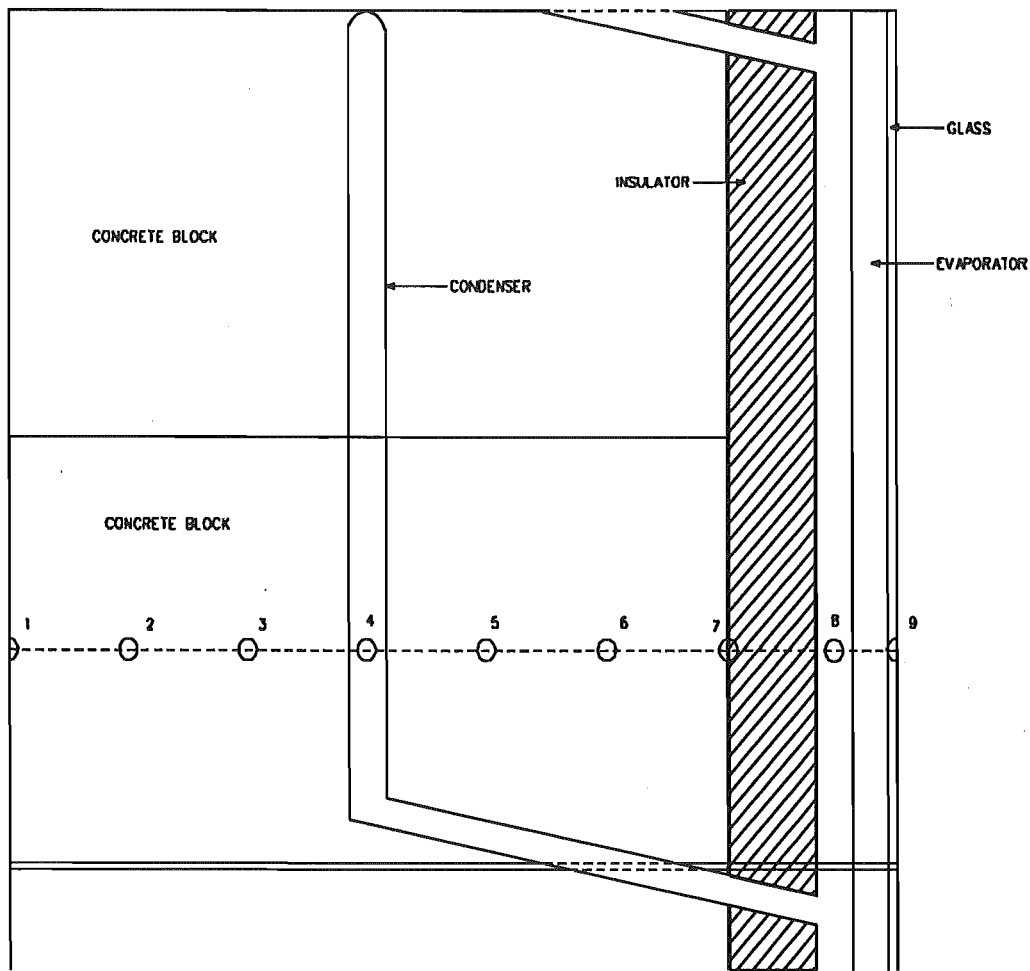 GLASS
INSULATOR
CONCRETE BLOCK
EVAPORATOR
CONDENSER
CONCRETE BLOCK
1 2 3 4 5 6 7 8 9